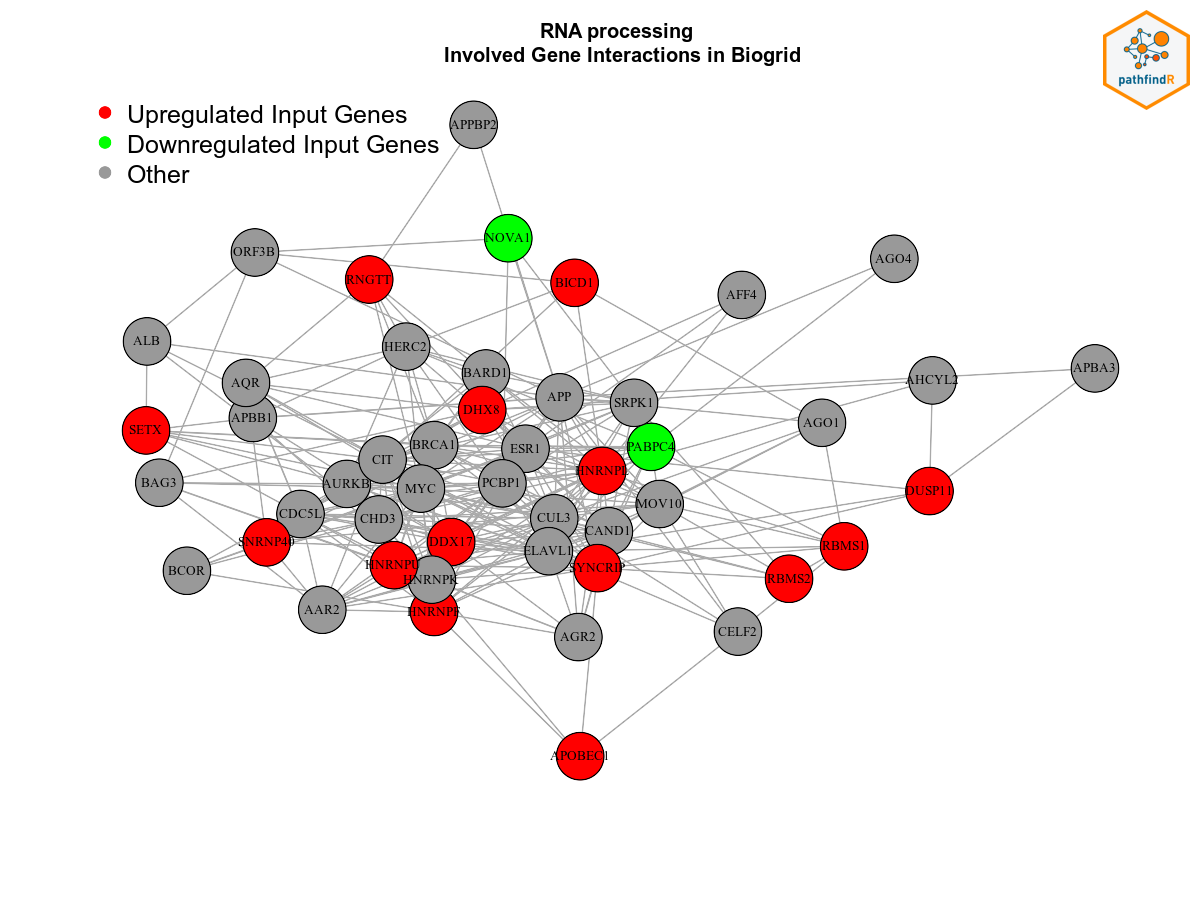 RNA processing
Involved Gene Interactions in Biogrid
pathfindR
Upregulated Input Genes
Downregulated Input Genes
Other
APPBP2
NOVA1
ORF3B
AGO4
RNGTT
BICD1
AFF4
ALB
HERC2
APBA3
BARD1
AHCYL2
AQR
APP
SRPK1
DHX8
APBB1
AGO1
SETX
BRCA1
PABPC4
ESR1
CIT
HNRNPL
BAG3
AURKB
PCBP1
MYC
DUSP11
MOV10
CDC5L
CHD3
CUL3
CAND1
SNRNP40
DDX17
RBMS1
ELAVL1
HNRNPU
SYNCRIP
BCOR
HNRNPK
RBMS2
AAR2
HNRNPF
CELF2
AGR2
APOBEC1